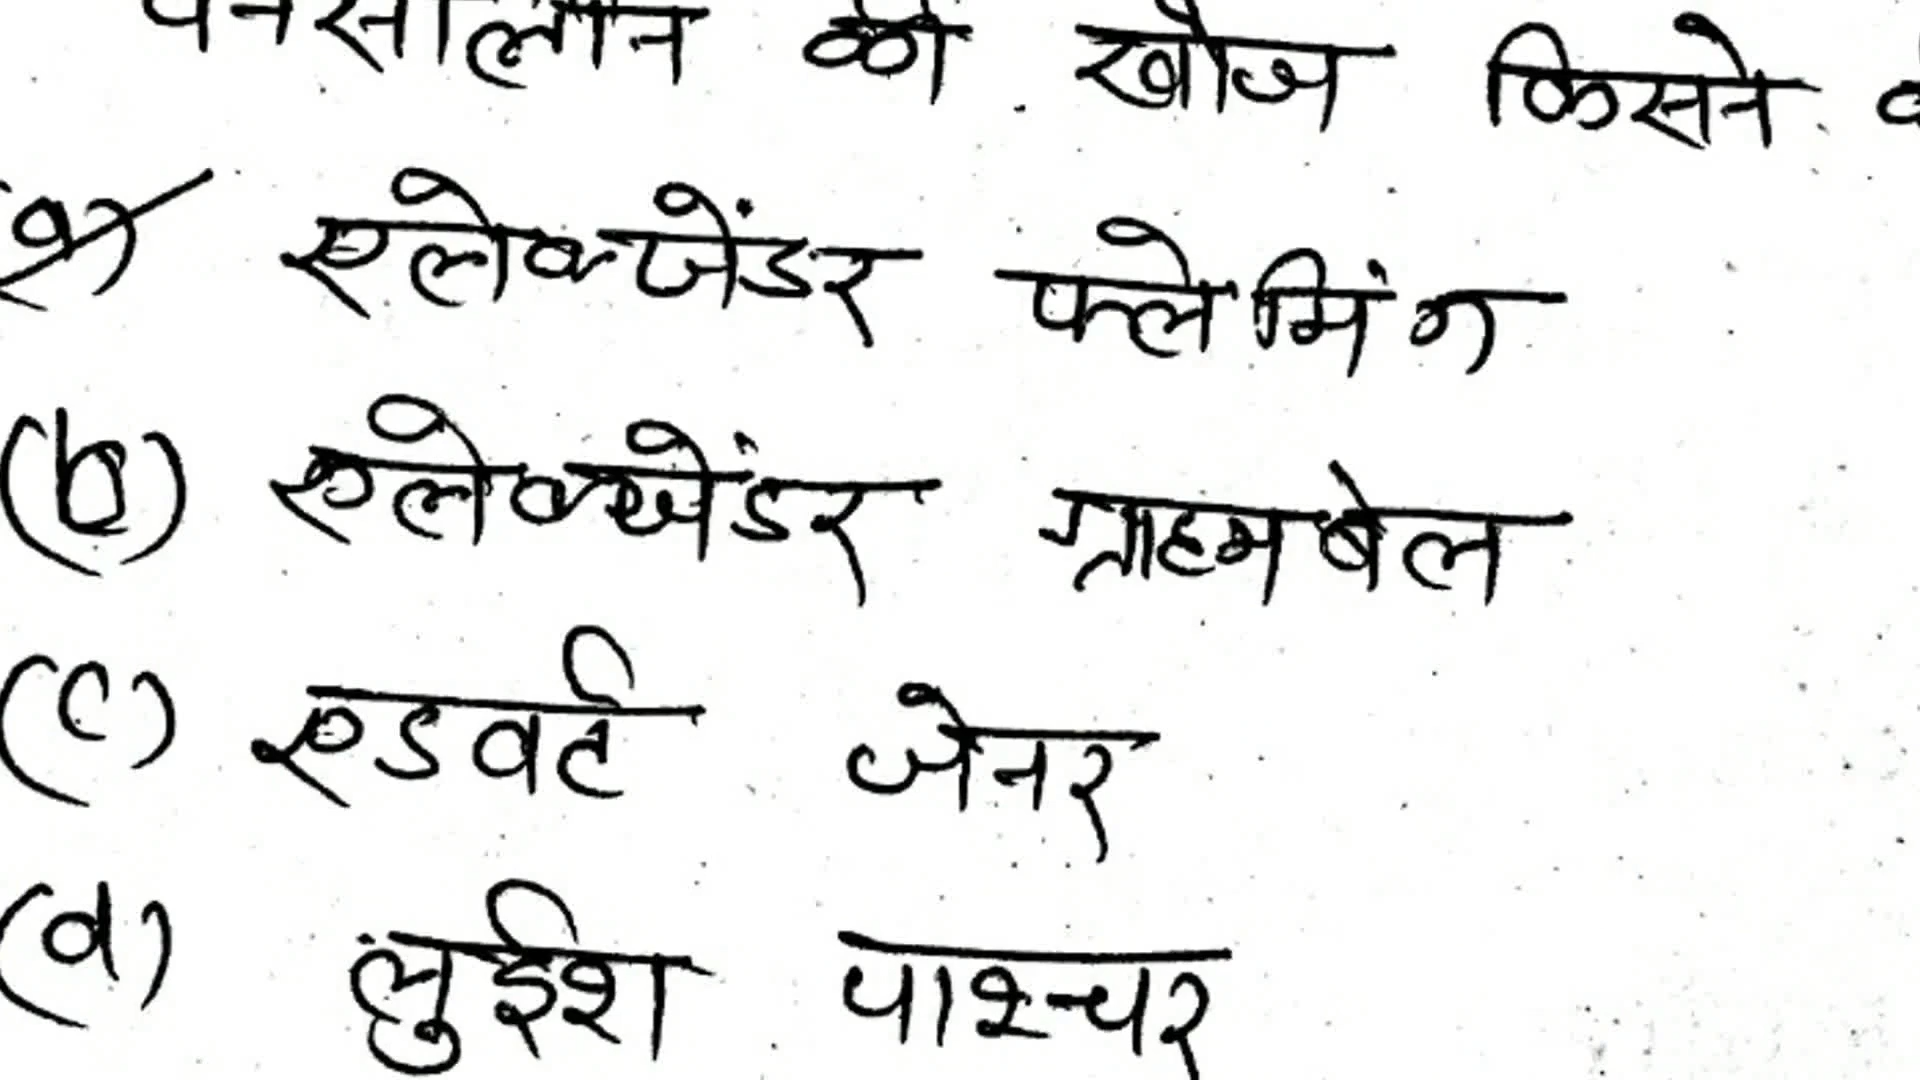 पेनसीलीन की खोज किसने
(a) एलेक्जेंडर फ्लेमिंग
(b) एलेक्जेंडर ग्राहम बेल
(c) एडवर्ट जेनर
(d) लुईश पाश्चर